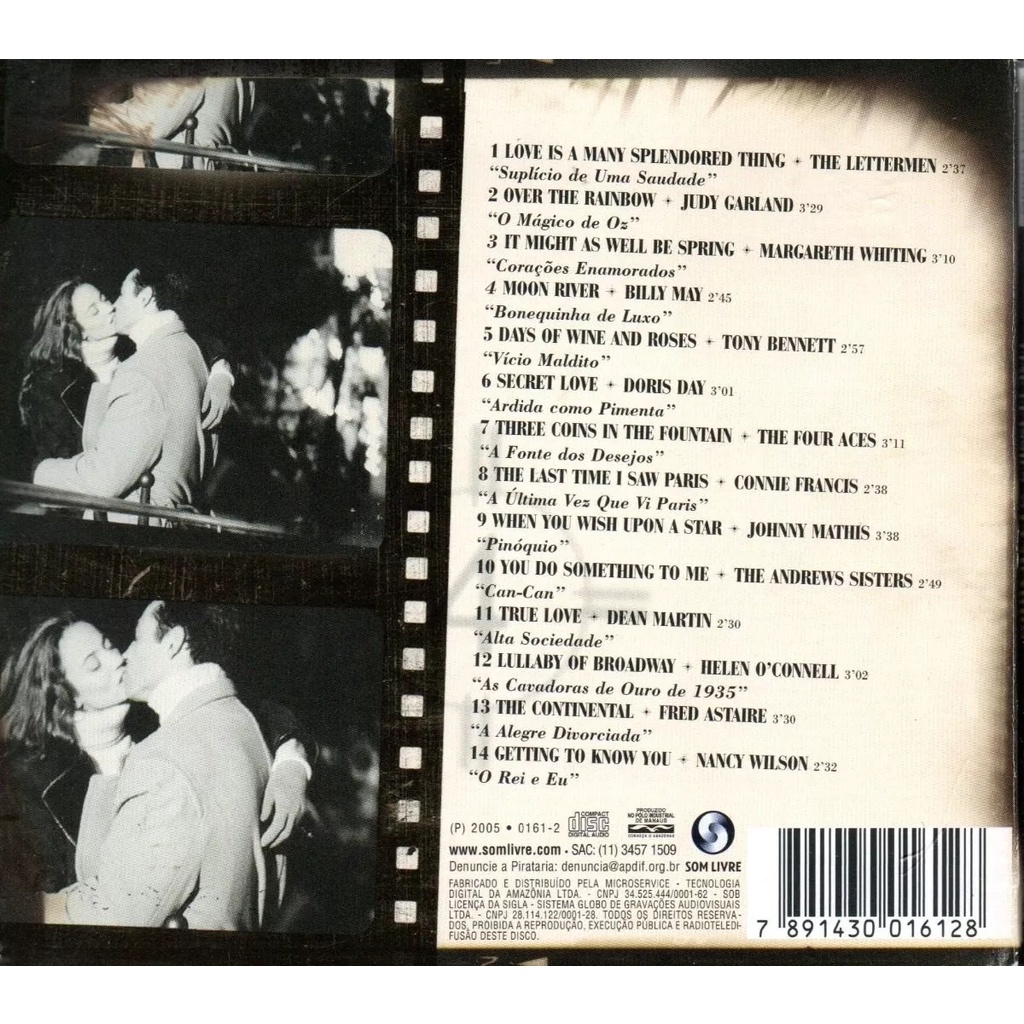 1 LOVE IS A MANY SPLENDORED THING + THE LETTERMEN 2'37
"Suplício de Uma Saudade"
2 OVER THE RAINBOW + JUDY GARLAND 3'29
"O Mágico de Oz"
3 IT MIGHT AS WELL BE SPRING + MARGARETH WHITING 3'10
"Corações Enamorados"
4 MOON RIVER + BILLY MAY 2'45
"Bonequinha de Luxo"
5 DAYS OF WINE AND ROSES + TONY BENNETT 2'57
"Vício Maldito"
6 SECRET LOVE + DORIS DAY 3'01
"Ardida como Pimenta"
7 THREE COINS IN THE FOUNTAIN + THE FOUR ACES 3'11
"A Fonte dos Desejos"
8 THE LAST TIME I SAW PARIS + CONNIE FRANCIS 2'38
"A Última Vez Que Vi Paris"
9 WHEN YOU WISH UPON A STAR + JOHNNY MATHIS 3'38
"Pinóquio"
10 YOU DO SOMETHING TO ME + THE ANDREWS SISTERS 2'49
"Can-Can"
11 TRUE LOVE + DEAN MARTIN 2'30
"Alta Sociedade"
12 LULLABY OF BROADWAY + HELEN O'CONNELL 3'02
"As Cavadoras de Ouro de 1935"
13 THE CONTINENTAL + FRED ASTAIRE 3'30
"A Alegre Divorciada"
14 GETTING TO KNOW YOU + NANCY WILSON 2'32
"O Rei e Eu"
(P) 2005 • 0161-2
COMPACT
disc
DIGITAL AUDIO
PRODUZIDO
NO PÓLO INDUSTRIAL
DE MANAUS
CONHEÇA O AMAZONAS
www.somlivre.com • SAC: (11) 3457 1509
Denuncie a Pirataria: denuncia@apdif.org.br
SOM LIVRE
FABRICADO E DISTRIBUÍDO PELA MICROSERVICE - TECNOLOGIA
DIGITAL DA AMAZÔNIA LTDA. - CNPJ 34.525.444/0001-62 - SOB
LICENÇA DA SIGLA - SISTEMA GLOBO DE GRAVAÇÕES AUDIOVISUAIS
LTDA. - CNPJ 28.114.122/0001-28. TODOS OS DIREITOS RESERVA-
DOS, PROIBIDA A REPRODUÇÃO, EXECUÇÃO PÚBLICA E RADIOTELEDI-
FUSÃO DESTE DISCO.
7 891430 016128